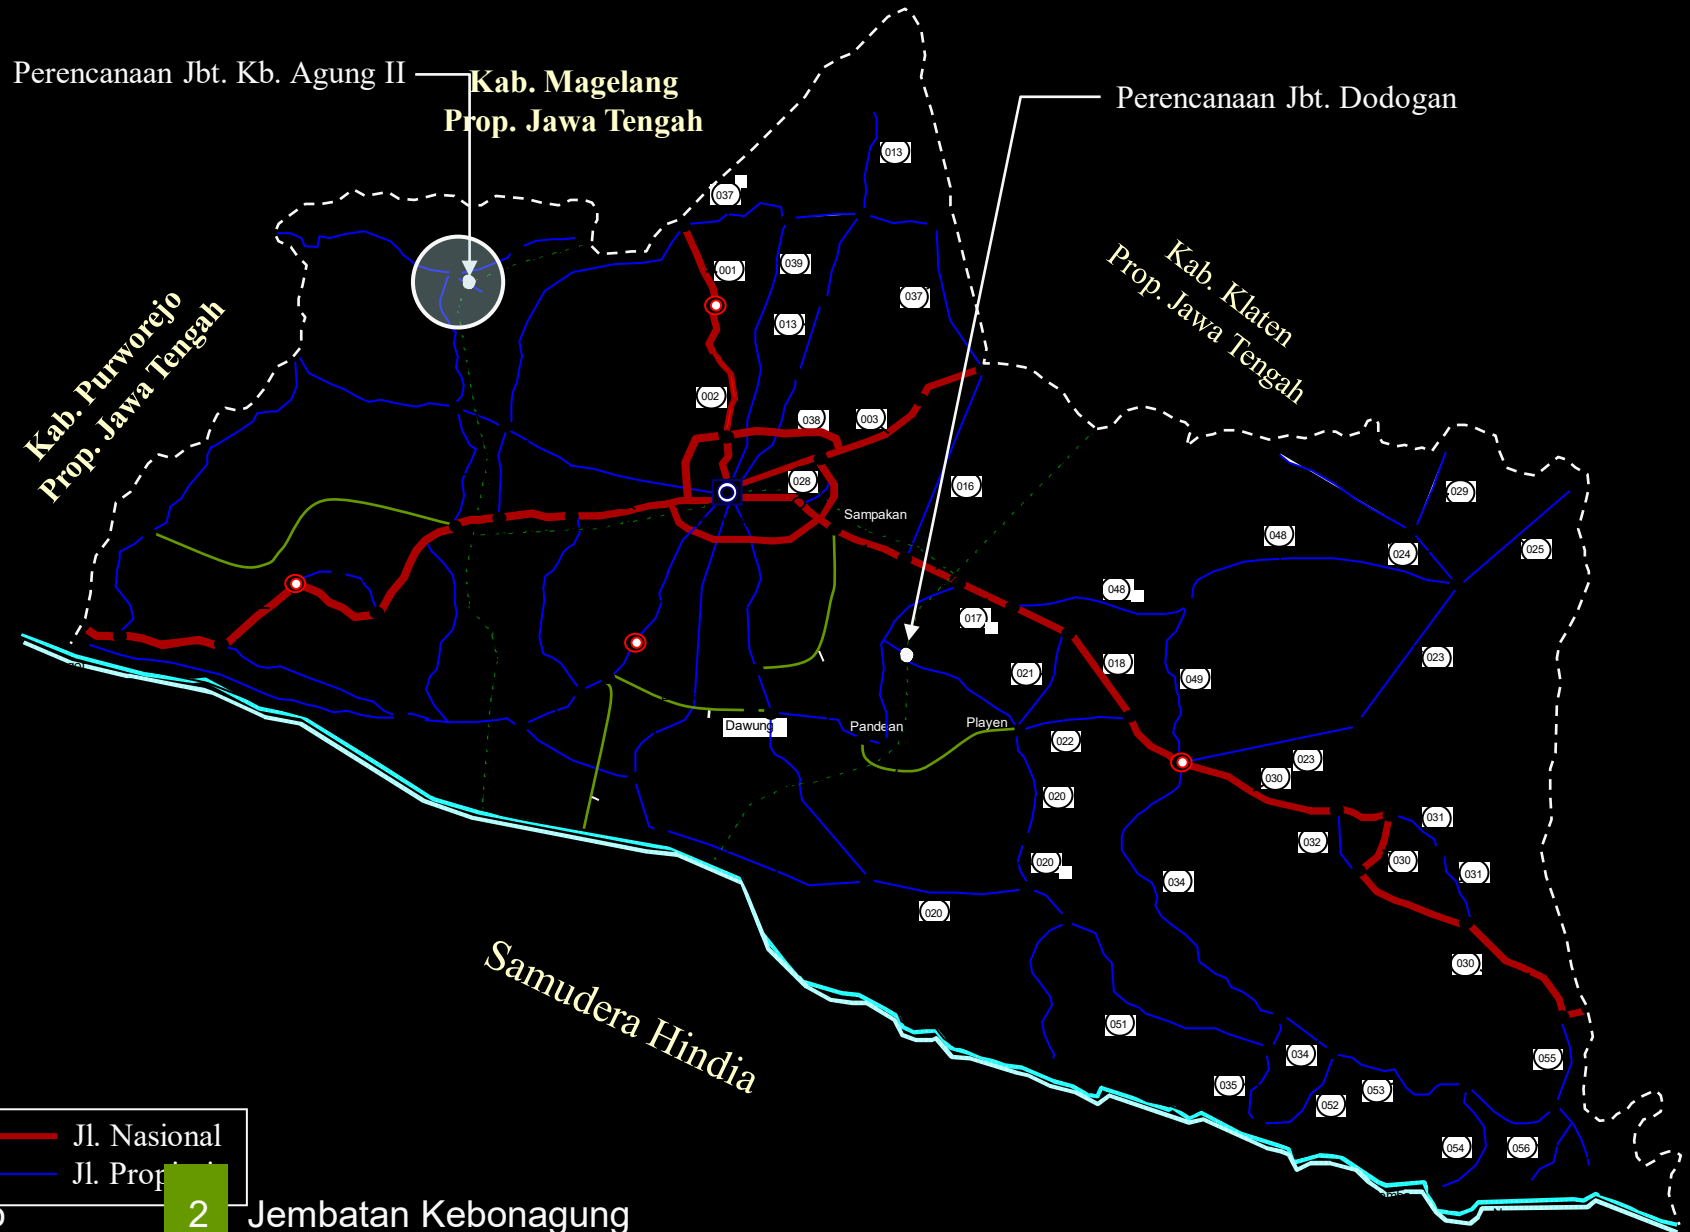 Perencanaan Jbt. Kb. Agung II
Kab. Magelang
Prop. Jawa Tengah
Perencanaan Jbt. Dodogan
013
037
Kab. Klaten
Prop. Jawa Tengah
001
039
037
013
Kab. Purworejo
Prop. Jawa Tengah
002
038
003
028
016
029
Sampakan
048
024
025
048
017
018
021
049
023
Dawung
Pandean
Playen
022
023
030
020
031
032
020
030
031
034
020
030
Samudera Hindia
051
034
055
035
053
052
054
056
Jl. Nasional
Jl. Prop
2
Jembatan Kebonagung